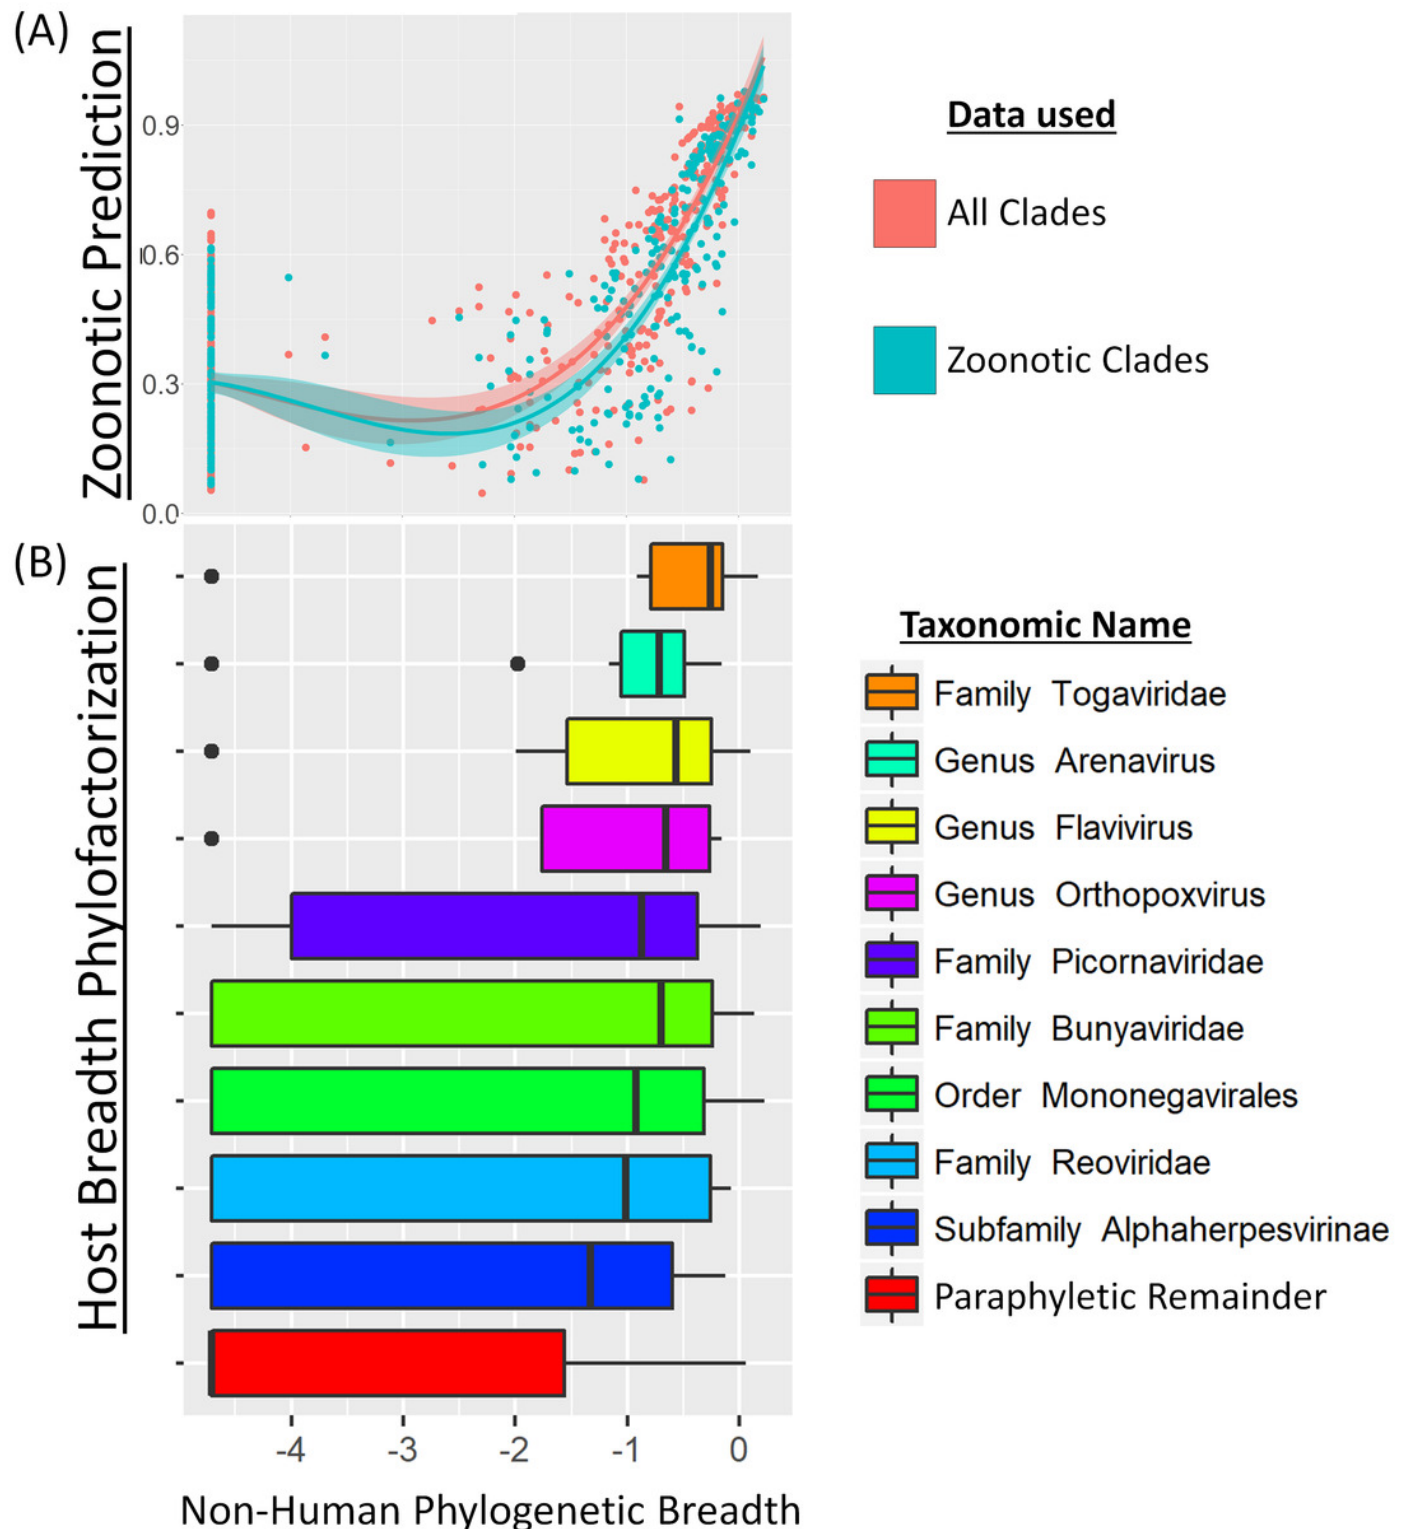 (A)
Zoonotic Prediction
0.9
0.6
0.3
0.0
Data used
All Clades
Zoonotic Clades
(B)
Host Breadth Phylofactorization
Taxonomic Name
Family Togaviridae
Genus Arenavirus
Genus Flavivirus
Genus Orthopoxvirus
Family Picornaviridae
Family Bunyaviridae
Order Mononegavirales
Family Reoviridae
Subfamily Alphaherpesvirinae
Paraphyletic Remainder
-4 -3 -2 -1 0
Non-Human Phylogenetic Breadth